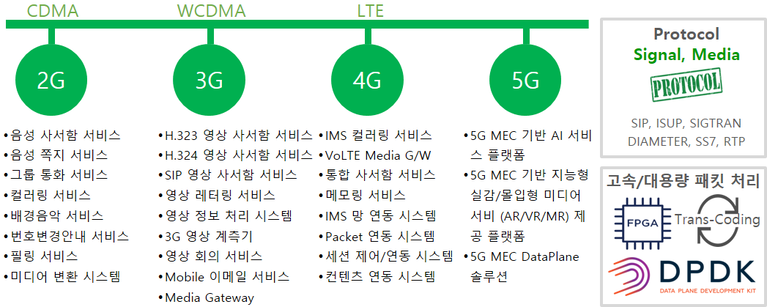 CDMA
WCDMA
LTE
2G
3G
4G
5G
•음성 사서함 서비스
•음성 쪽지 서비스
•그룹 통화 서비스
•컬러링 서비스
•배경음악 서비스
•번호변경안내 서비스
•필링 서비스
•미디어 변환 시스템
•H.323 영상 사서함 서비스
•H.324 영상 사서함 서비스
•SIP 영상 사서함 서비스
•영상 레터링 서비스
•영상 정보 처리 시스템
•3G 영상 계측기
•영상 회의 서비스
•Mobile 이메일 서비스
•Media Gateway
•IMS 컬러링 서비스
•VoLTE Media G/W
•통합 사서함 서비스
•메모링 서비스
•IMS 망 연동 시스템
•Packet 연동 시스템
•세션 제어/연동 시스템
•컨텐츠 연동 시스템
•5G MEC 기반 AI 서비
스 플랫폼
•5G MEC 기반 지능형
실감/몰입형 미디어
서비 (AR/VR/MR) 제
공 플랫폼
•5G MEC DataPlane
솔루션
Protocol
Signal, Media
PROTOCOL
SIP, ISUP, SIGTRAN
DIAMETER, SS7, RTP
고속/대용량 패킷 처리
FPGA
Trans-Coding
DPDK
DATA PLANE DEVELOPMENT KIT